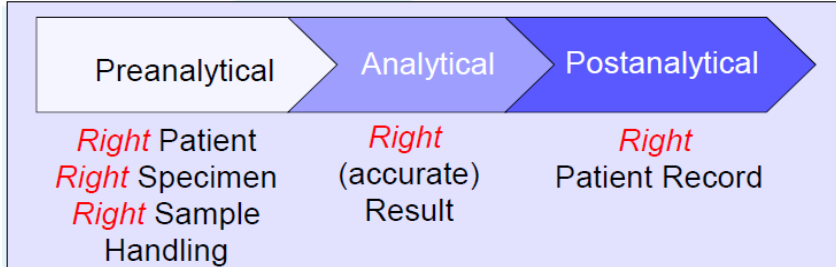 Preanalytical
Analytical
Postanalytical
Right Patient
Right Specimen
Right Sample
Handling
Right
(accurate)
Result
Right
Patient Record